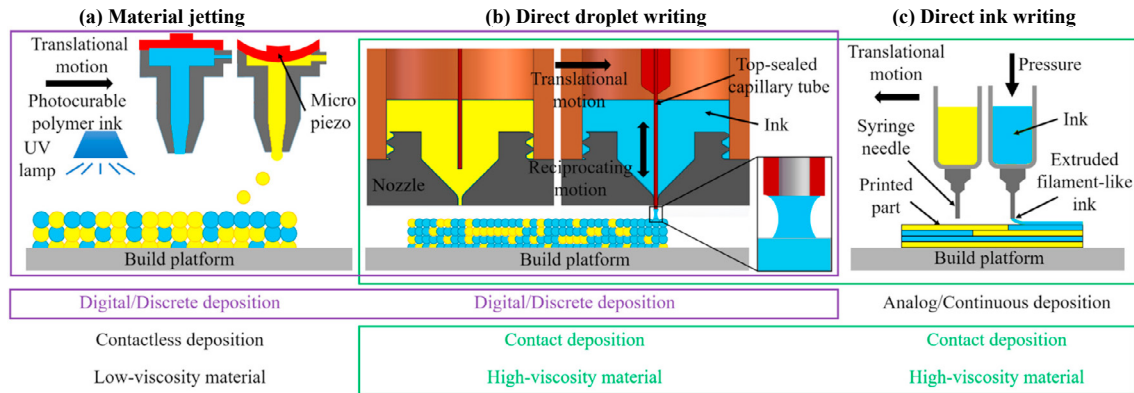 (a) Material jetting
Translational
motion
Photocurable
polymer ink
UV
lamp
Micro
piezo
Build platform
(b) Direct droplet writing
Translational
motion
Top-sealed
capillary tube
Ink
Reciprocating
motion
Nozzle
Build platform
(c) Direct ink writing
Translational
motion
Pressure
Syringe
needle
Ink
Extruded
filament-like
ink
Printed
part
Build platform
Digital/Discrete deposition
Digital/Discrete deposition
Analog/Continuous deposition
Contactless deposition
Contact deposition
Contact deposition
Low-viscosity material
High-viscosity material
High-viscosity material